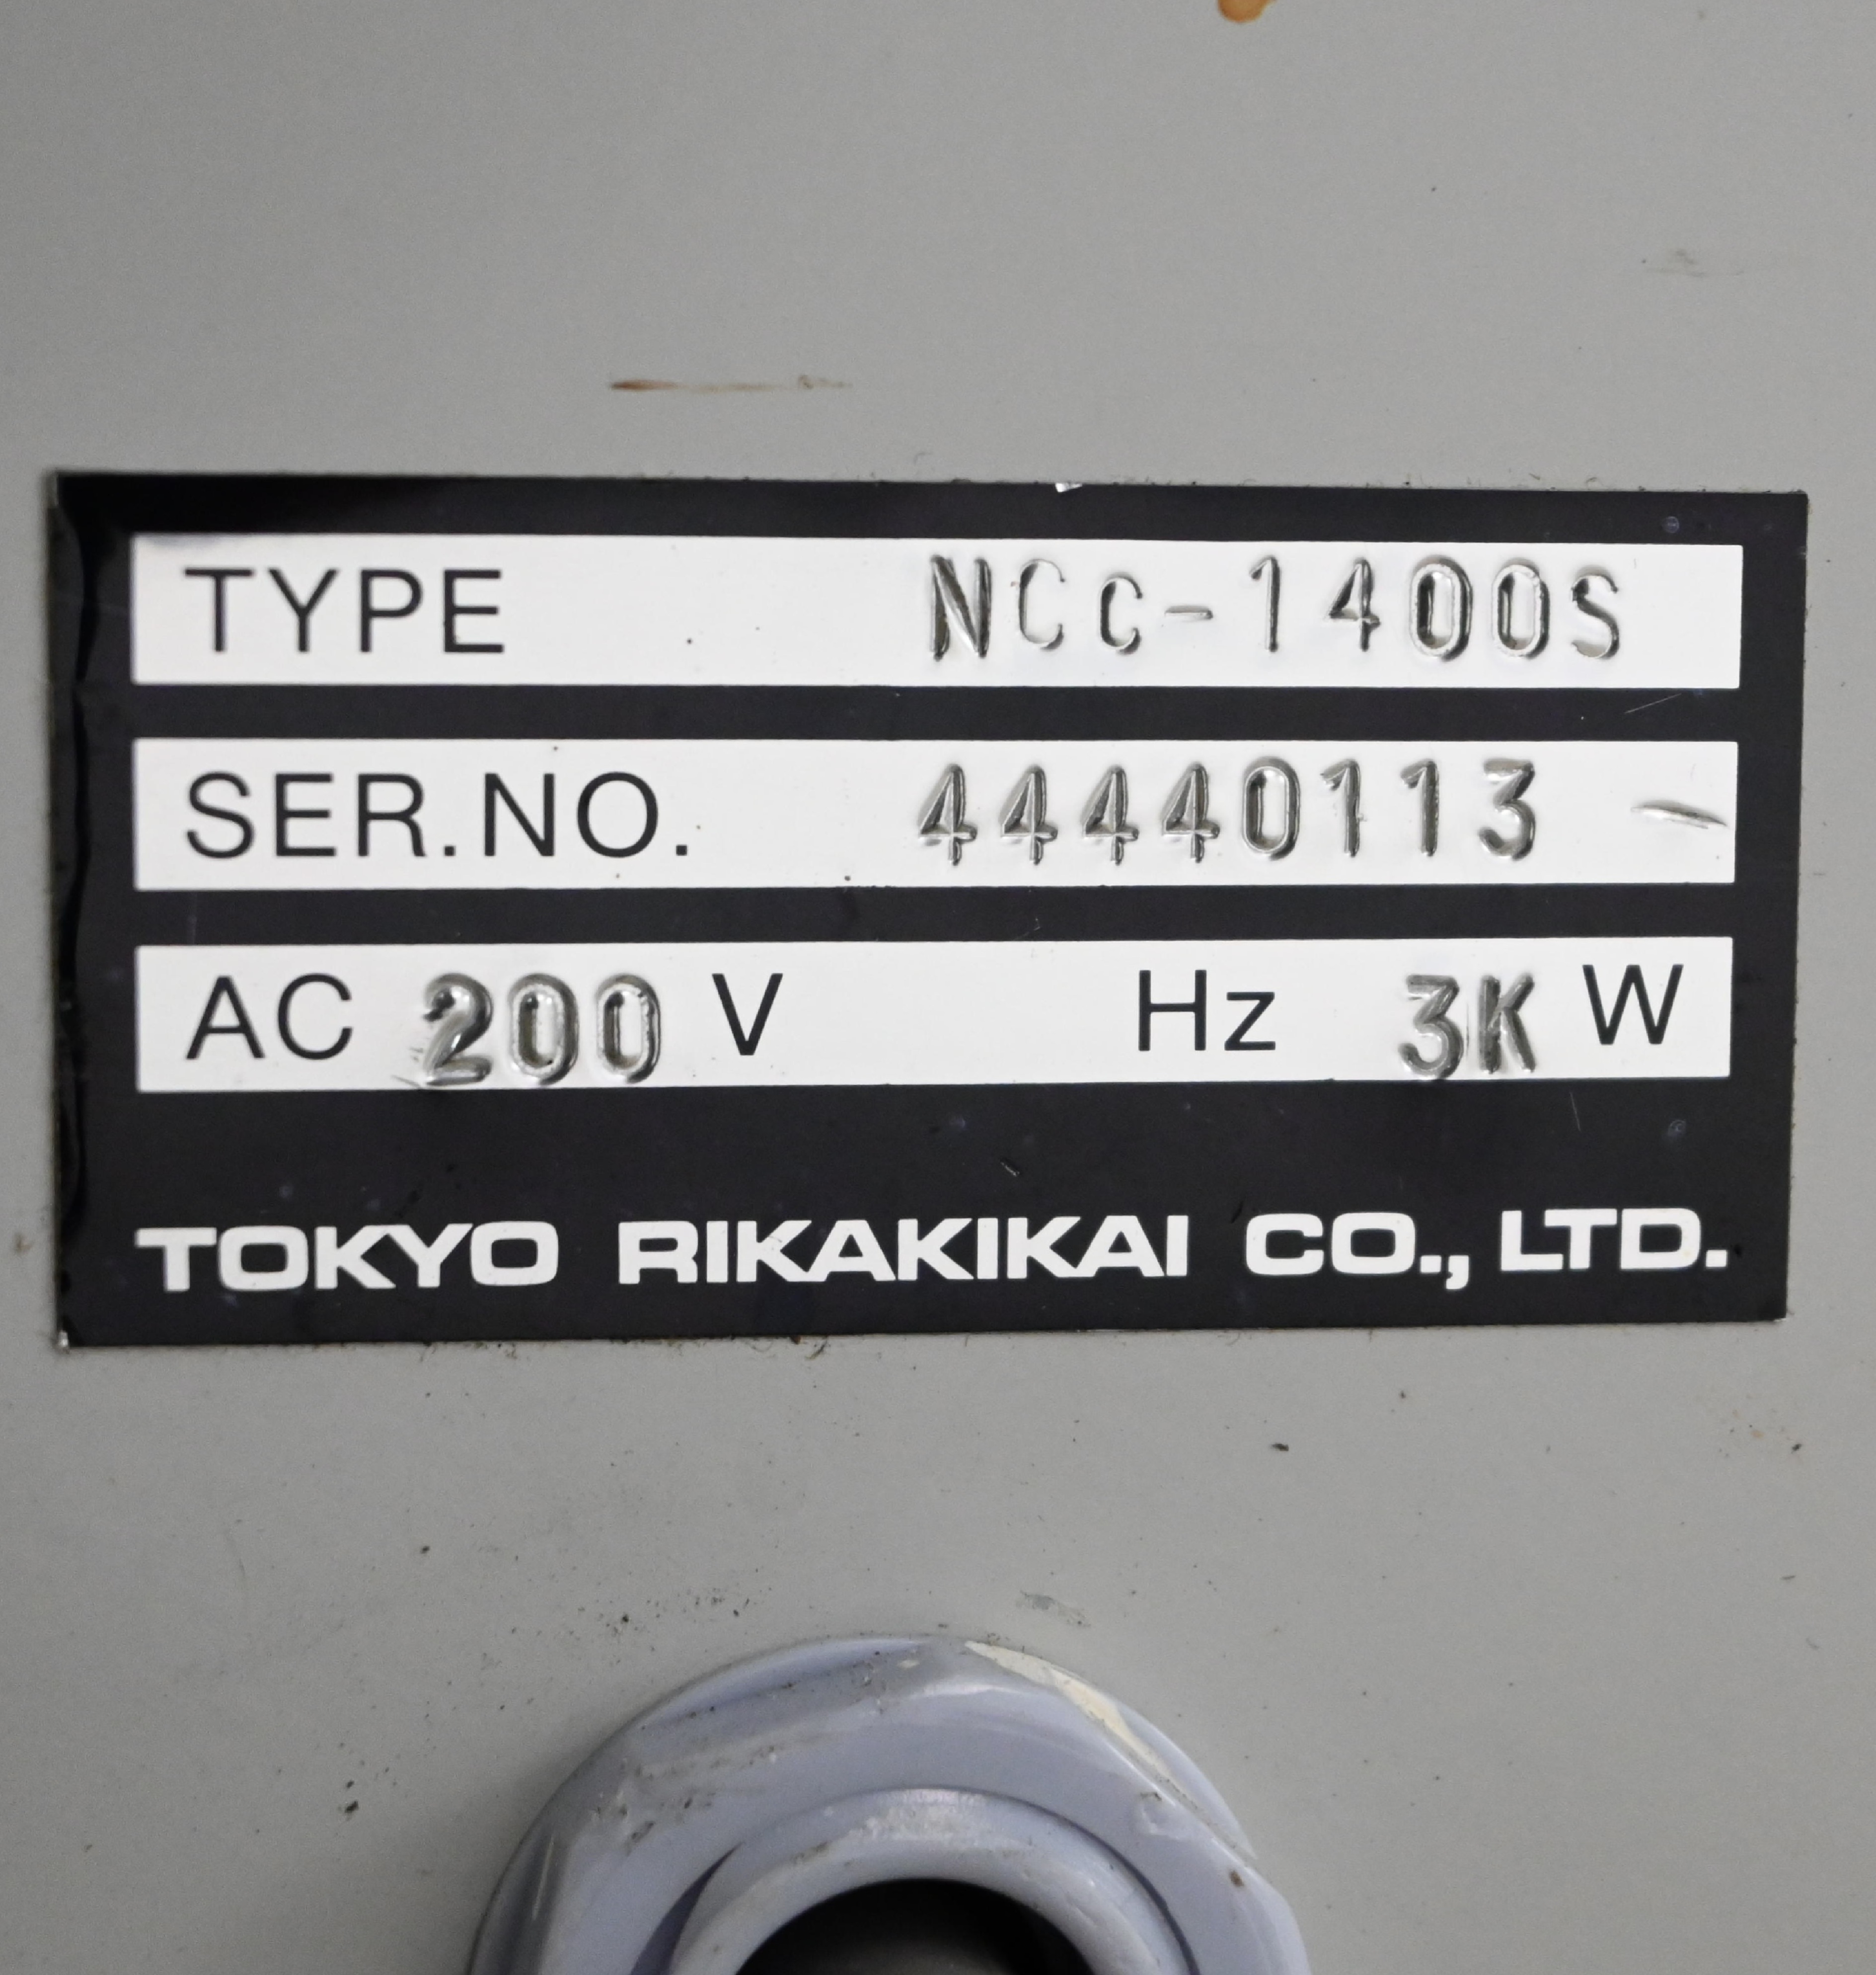 TYPE NCc-1400S
SER.NO. 44440113 -
AC 200 V Hz 3K W
TOKYO RIKAKIKAI CO., LTD.